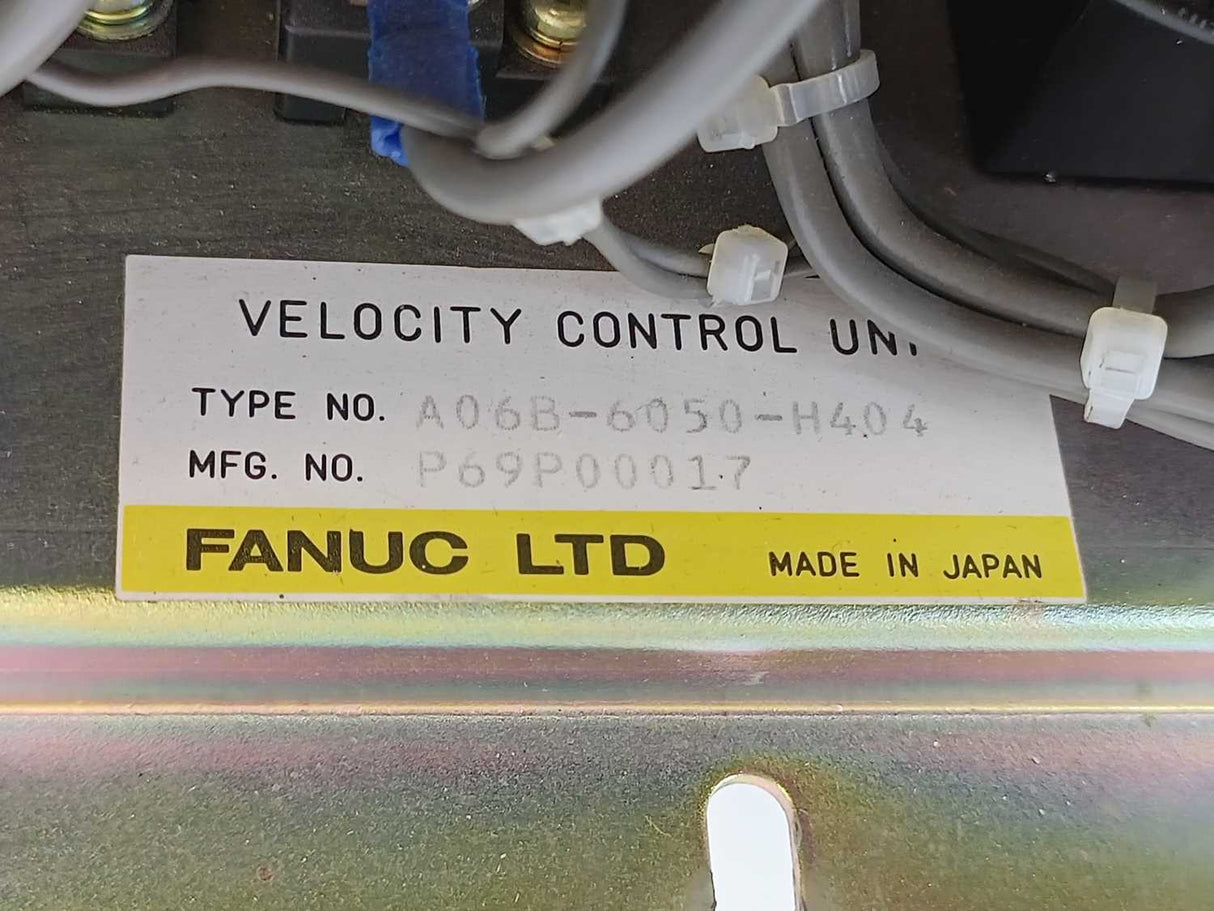 VELOCITY CONTROL UNI
TYPE NO. A06B-6050-H404
MFG. NO. P69P00017
FANUC LTD MADE IN JAPAN